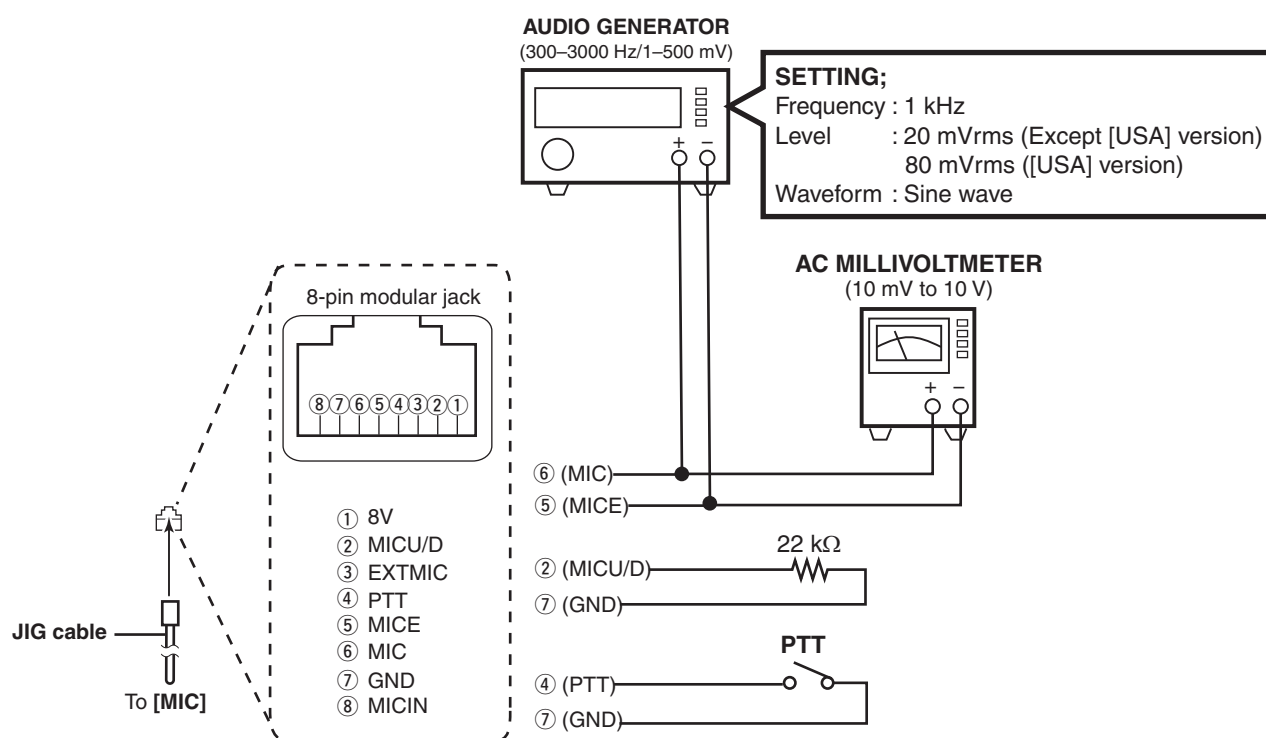 AUDIO GENERATOR
(300–3000 Hz/1–500 mV)
+ −
SETTING;
Frequency : 1 kHz
Level : 20 mVrms (Except [USA] version)
80 mVrms ([USA] version)
Waveform : Sine wave
AC MILLIVOLTMETER
(10 mV to 10 V)
+ −
8-pin modular jack
⑧⑦⑥⑤④③②①
① 8V
② MICU/D
③ EXTMIC
④ PTT
⑤ MICE
⑥ MIC
⑦ GND
⑧ MICIN
JIG cable
To [MIC]
⑥ (MIC)
⑤ (MICE)
22 kΩ
② (MICU/D)
⑦ (GND)
PTT
④ (PTT)
⑦ (GND)